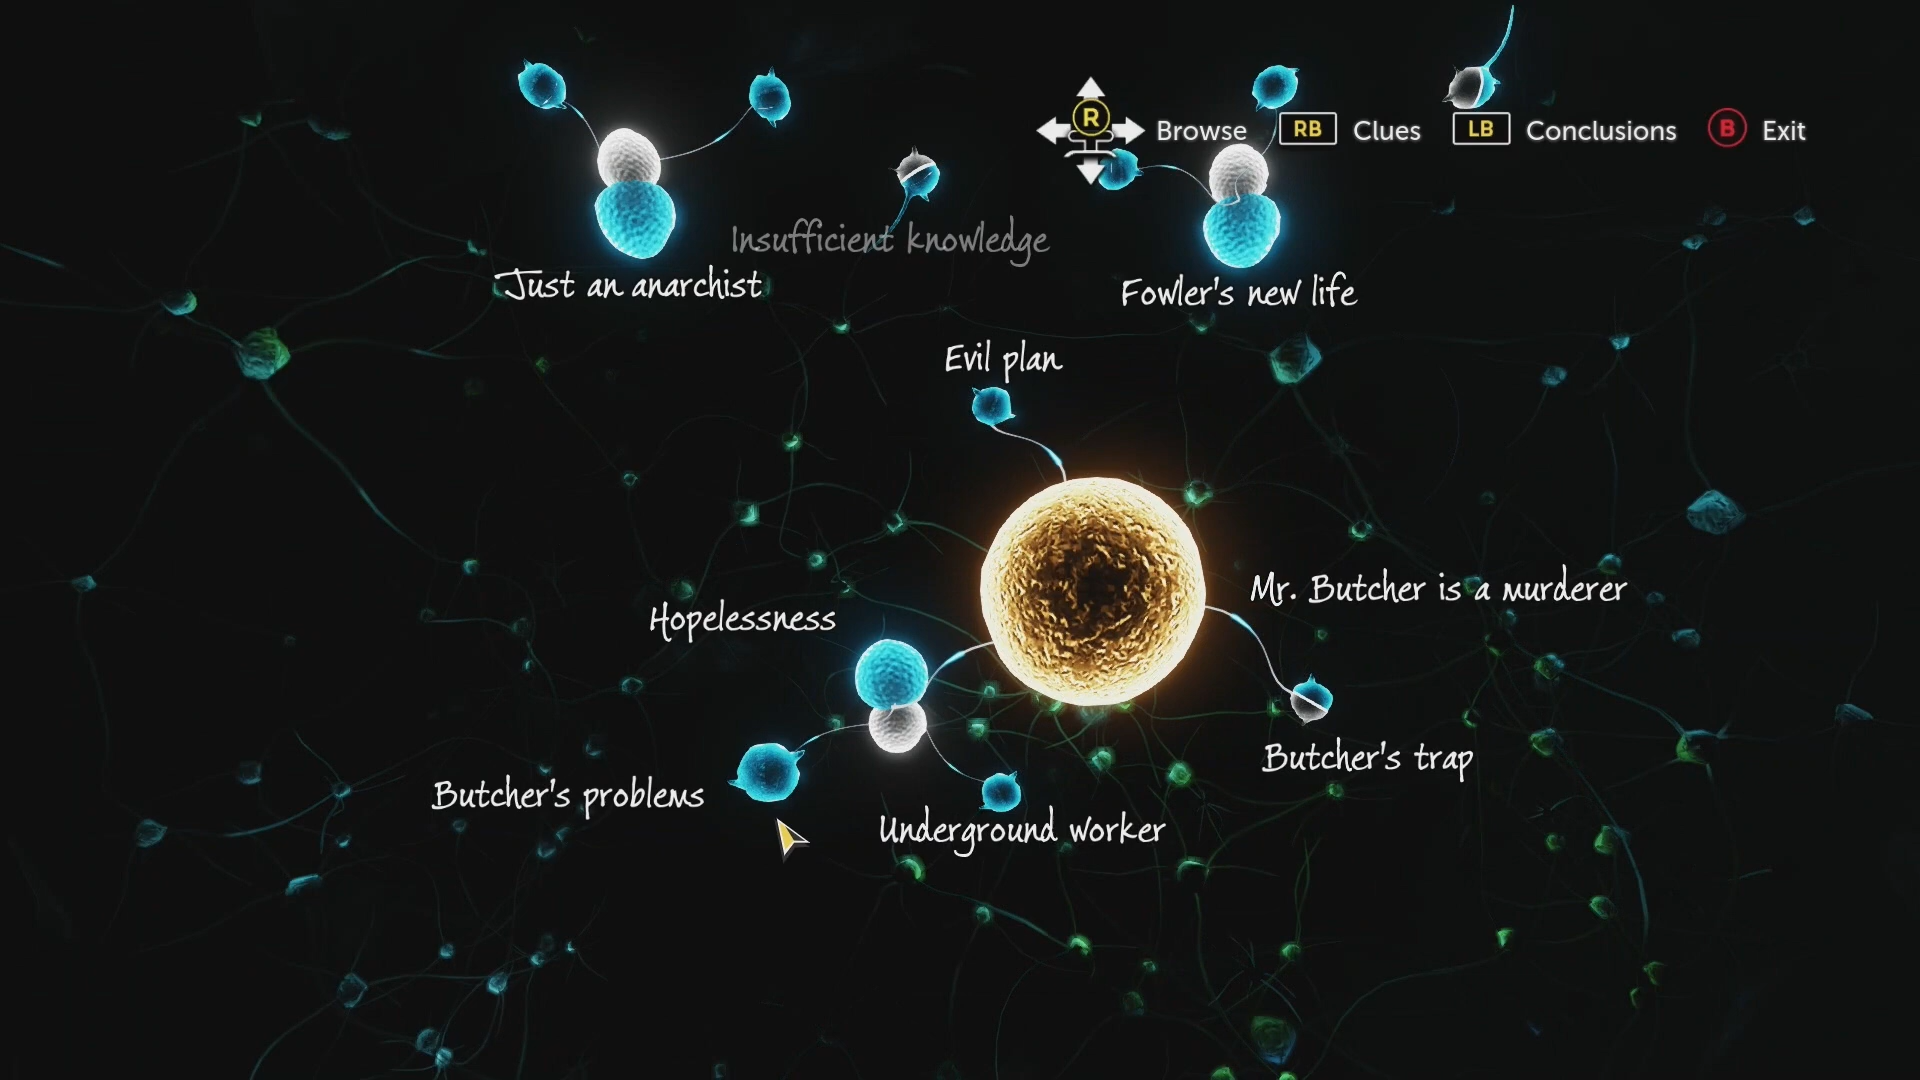 R Browse RB Clues LB Conclusions B Exit
Insufficient knowledge
Just an anarchist
Fowler's new life
Evil plan
Mr. Butcher is a murderer
Hopelessness
Butcher's trap
Butcher's problems
Underground worker